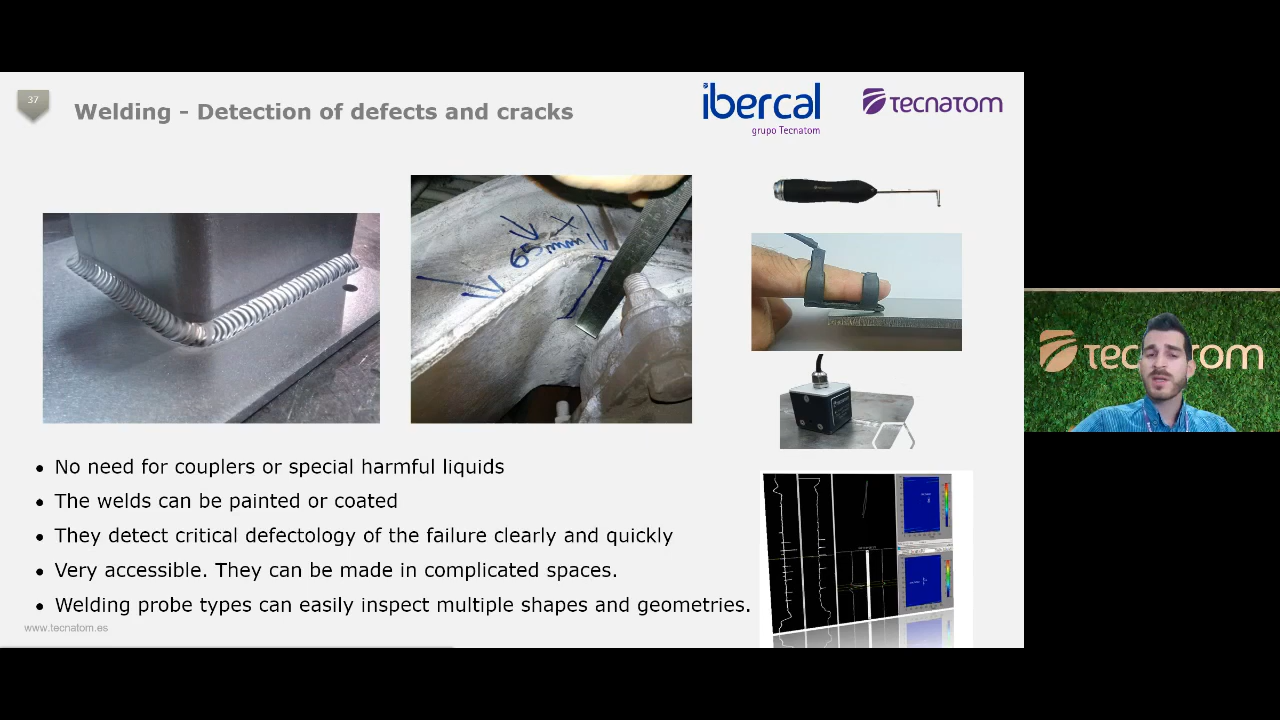 37
Welding - Detection of defects and cracks
ibercal
grupo Tecnatom
TECNATOM
65mm
• No need for couplers or special harmful liquids
• The welds can be painted or coated
• They detect critical defectology of the failure clearly and quickly
• Very accessible. They can be made in complicated spaces.
• Welding probe types can easily inspect multiple shapes and geometries.
www.tecnatom.es